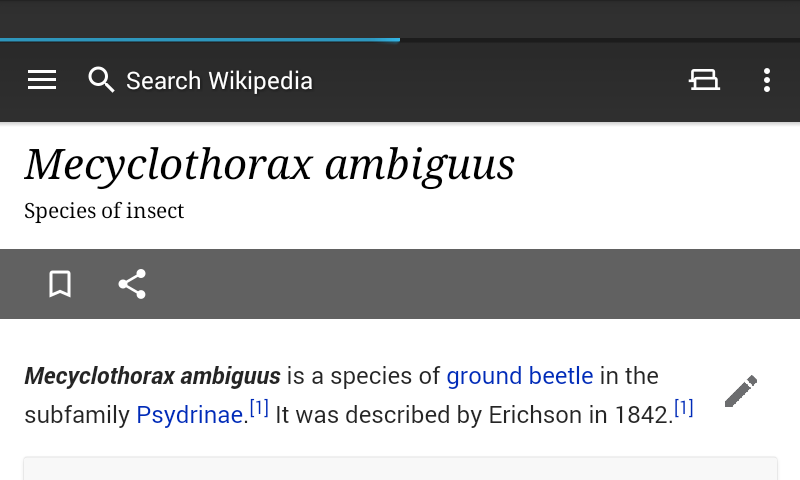 Search Wikipedia
Mecyclothorax ambiguus
Species of insect
Mecyclothorax ambiguus is a species of ground beetle in the
subfamily Psydrinae.[1] It was described by Erichson in 1842.[1]